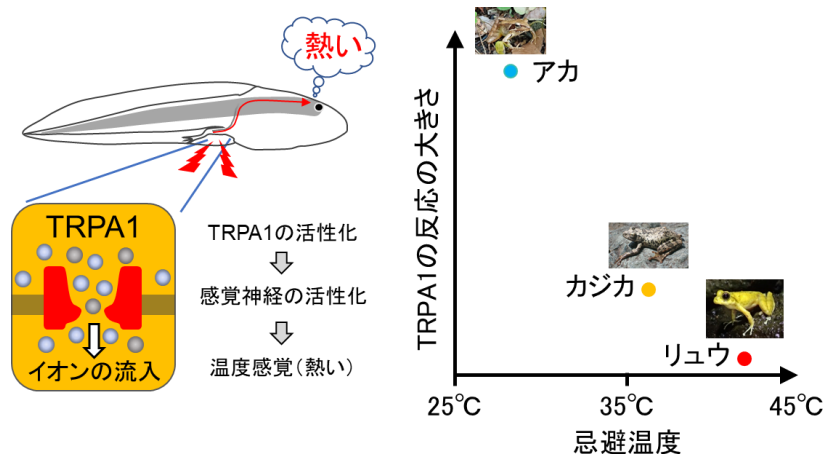 熱い
TRPA1
イオンの流入
TRPA1の活性化
感覚神経の活性化
温度感覚(熱い)
TRPA1の反応の大きさ
アカ
カジカ
リュウ
25℃
35℃
45℃
忌避温度